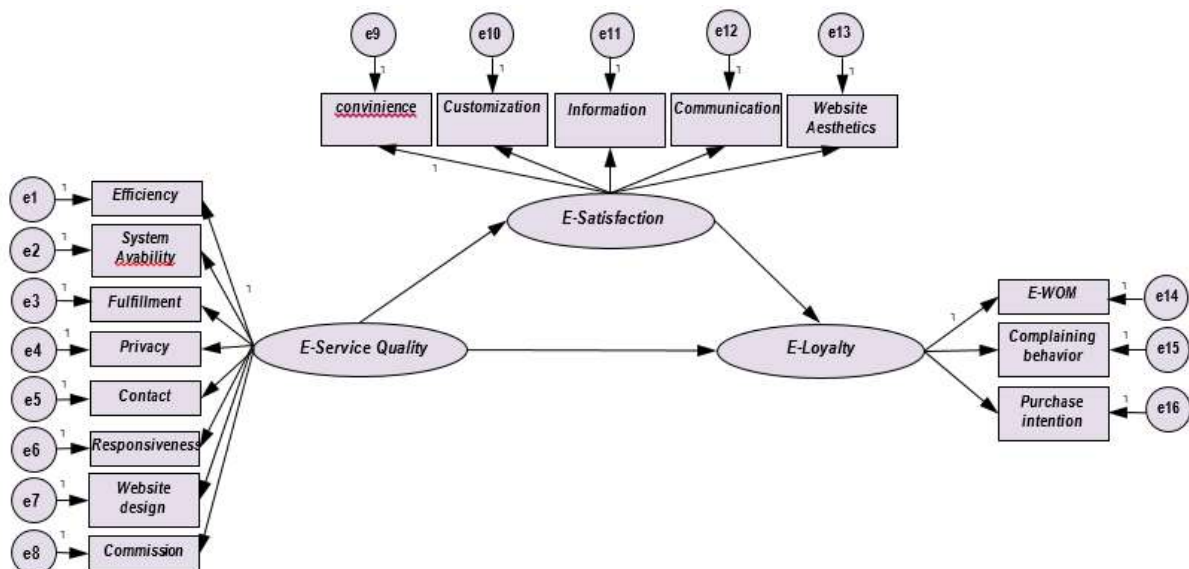 e9
e10
e11
e12
e13
1
1
1
1
1
convinience
Customization
Information
Communication
Website
Aesthetics
1
E-Satisfaction
e1
1
Efficiency
e2
1
System
Avability
e3
1
Fulfillment
e4
1
Privacy
e5
1
Contact
e6
1
Responsiveness
e7
1
Website
design
e8
1
Commission
1
E-Service Quality
E-Loyalty
1
E-WOM
1
e14
Complaining
behavior
1
e15
Purchase
intention
1
e16